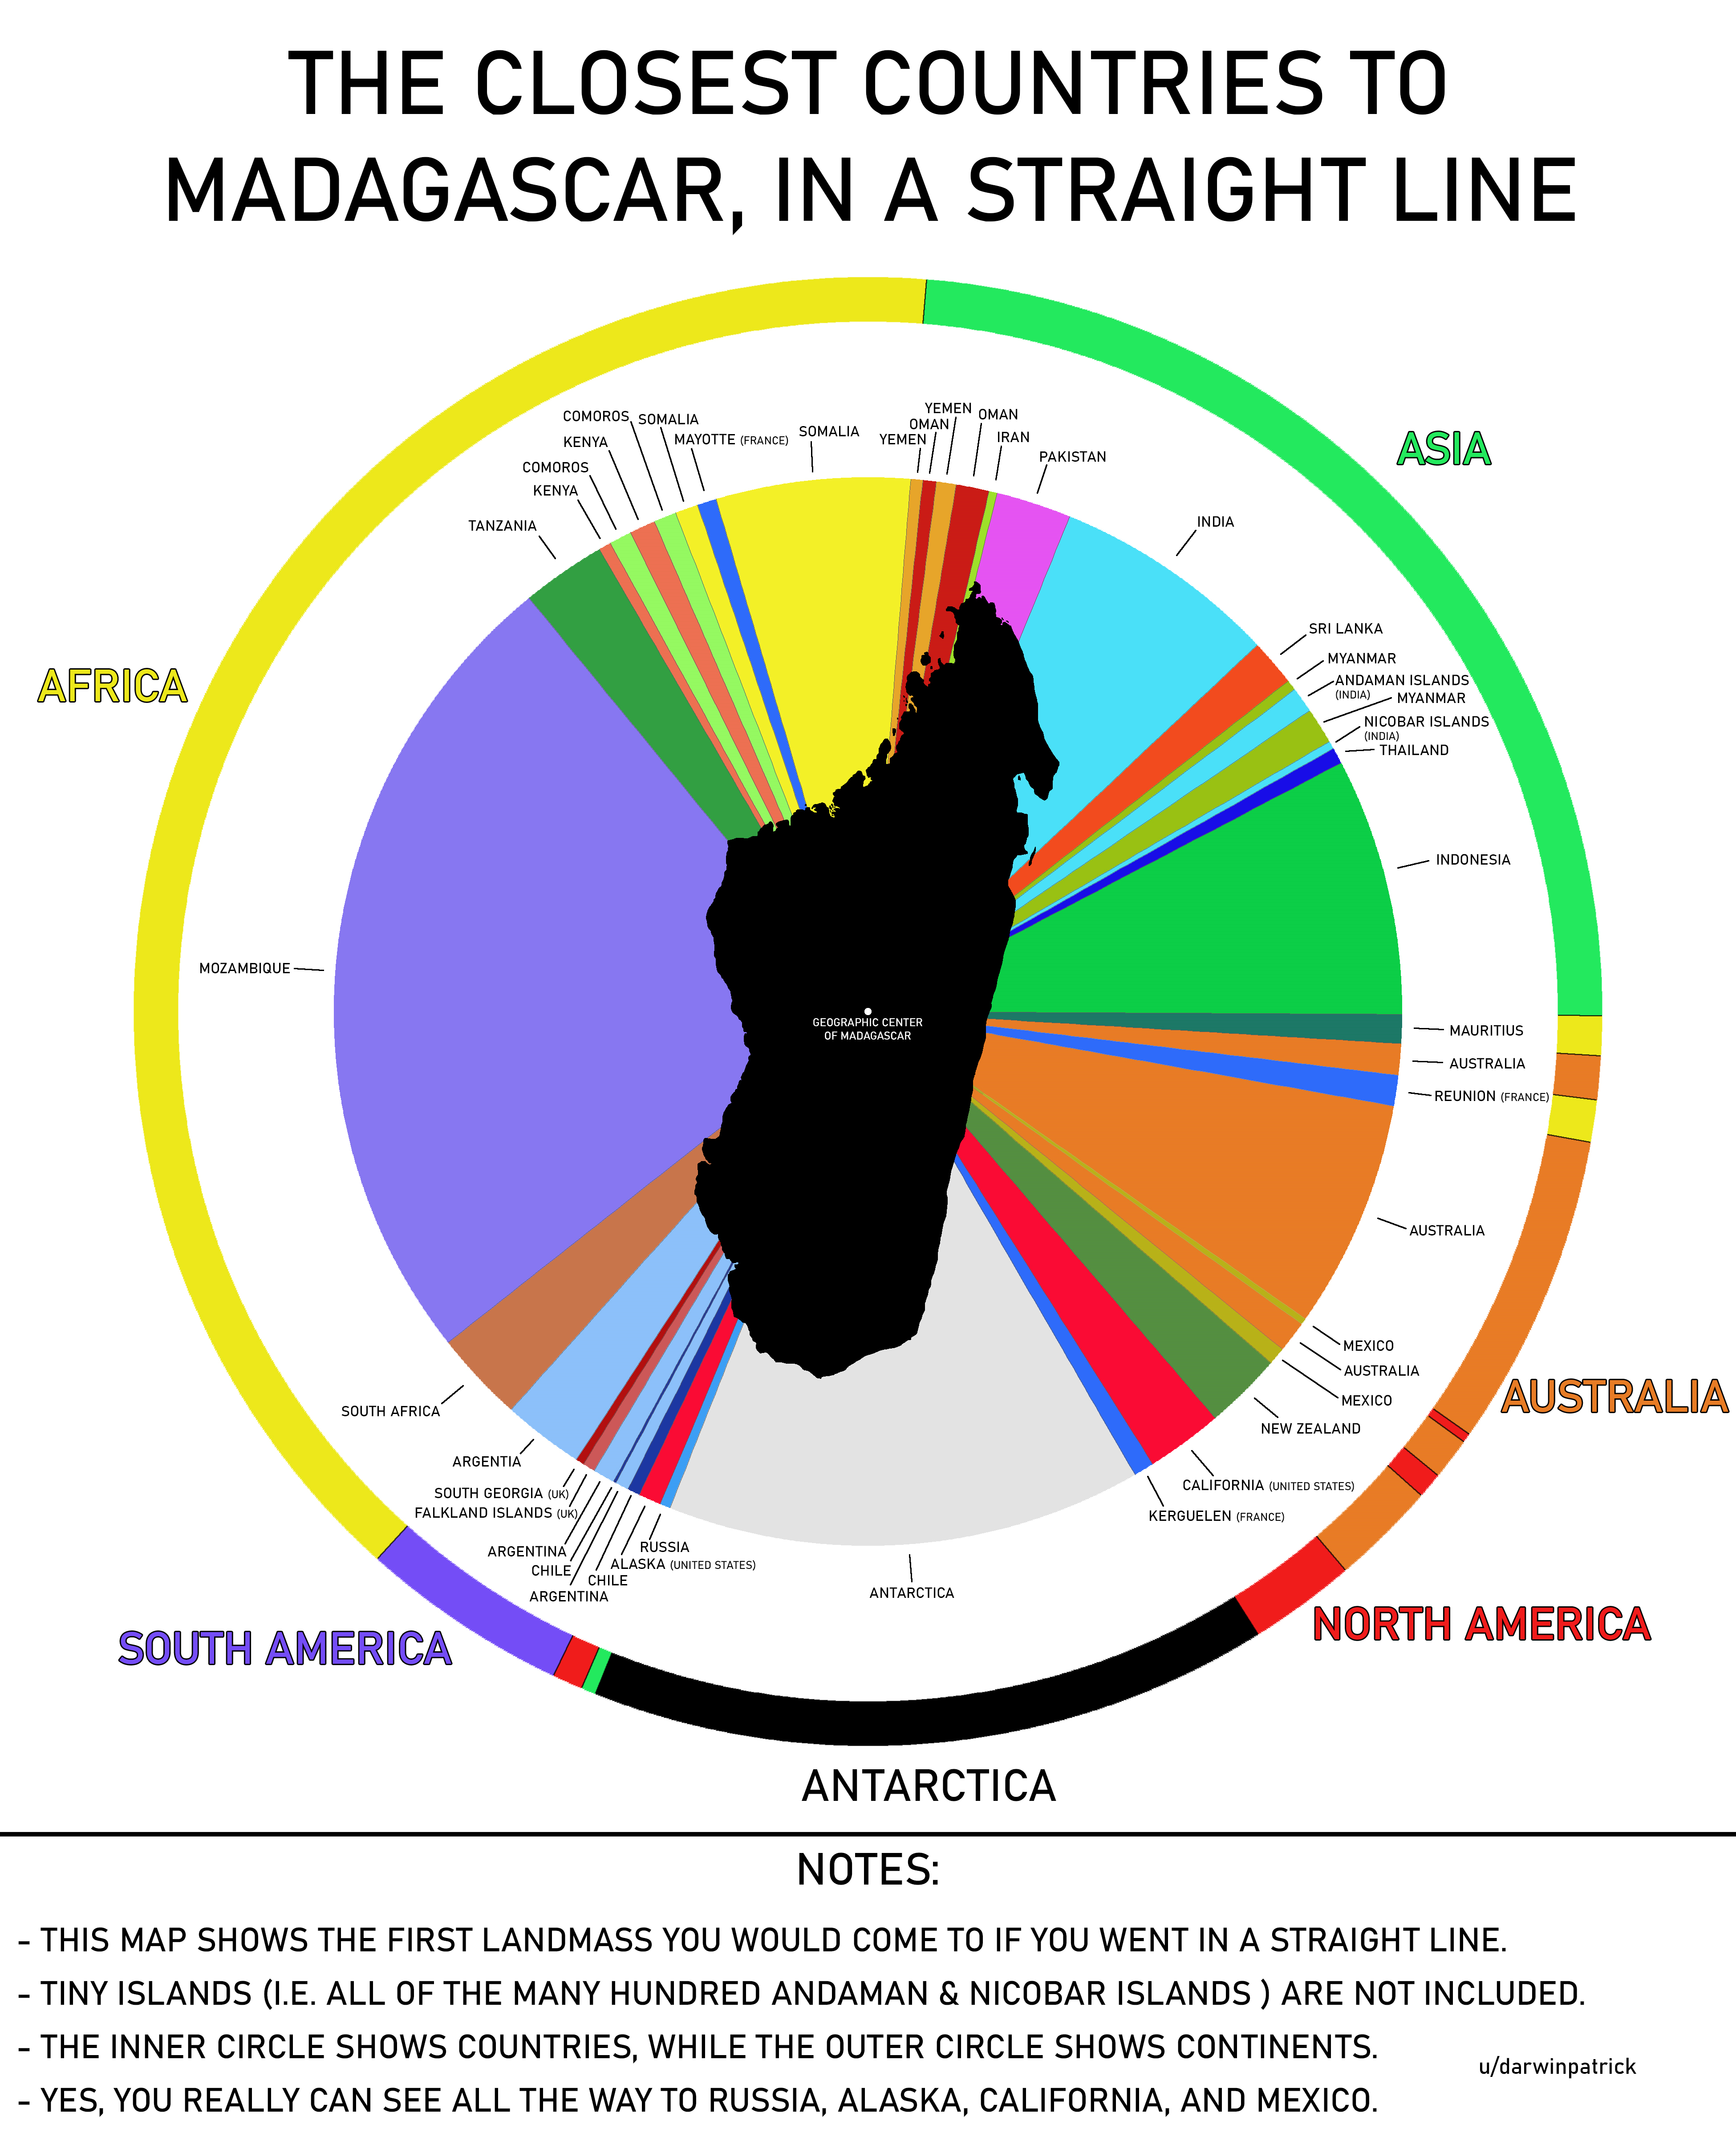 THE CLOSEST COUNTRIES TO
MADAGASCAR, IN A STRAIGHT LINE
ASIA
AFRICA
AUSTRALIA
NORTH AMERICA
SOUTH AMERICA
ANTARCTICA
COMOROS
SOMALIA
KENYA
MAYOTTE (FRANCE)
SOMALIA
COMOROS
KENYA
TANZANIA
YEMEN
OMAN
YEMEN
OMAN
IRAN
PAKISTAN
INDIA
SRI LANKA
MYANMAR
ANDAMAN ISLANDS
(INDIA)
MYANMAR
NICOBAR ISLANDS
(INDIA)
THAILAND
INDONESIA
MOZAMBIQUE
GEOGRAPHIC CENTER
OF MADAGASCAR
MAURITIUS
AUSTRALIA
REUNION (FRANCE)
AUSTRALIA
MEXICO
AUSTRALIA
MEXICO
NEW ZEALAND
CALIFORNIA (UNITED STATES)
KERGUELEN (FRANCE)
ANTARCTICA
SOUTH AFRICA
ARGENTIA
SOUTH GEORGIA (UK)
FALKLAND ISLANDS (UK)
ARGENTINA
CHILE
ARGENTINA
CHILE
ALASKA (UNITED STATES)
RUSSIA
NOTES:
- THIS MAP SHOWS THE FIRST LANDMASS YOU WOULD COME TO IF YOU WENT IN A STRAIGHT LINE.
- TINY ISLANDS (I.E. ALL OF THE MANY HUNDRED ANDAMAN & NICOBAR ISLANDS ) ARE NOT INCLUDED.
- THE INNER CIRCLE SHOWS COUNTRIES, WHILE THE OUTER CIRCLE SHOWS CONTINENTS.
- YES, YOU REALLY CAN SEE ALL THE WAY TO RUSSIA, ALASKA, CALIFORNIA, AND MEXICO.
u/darwinpatrick